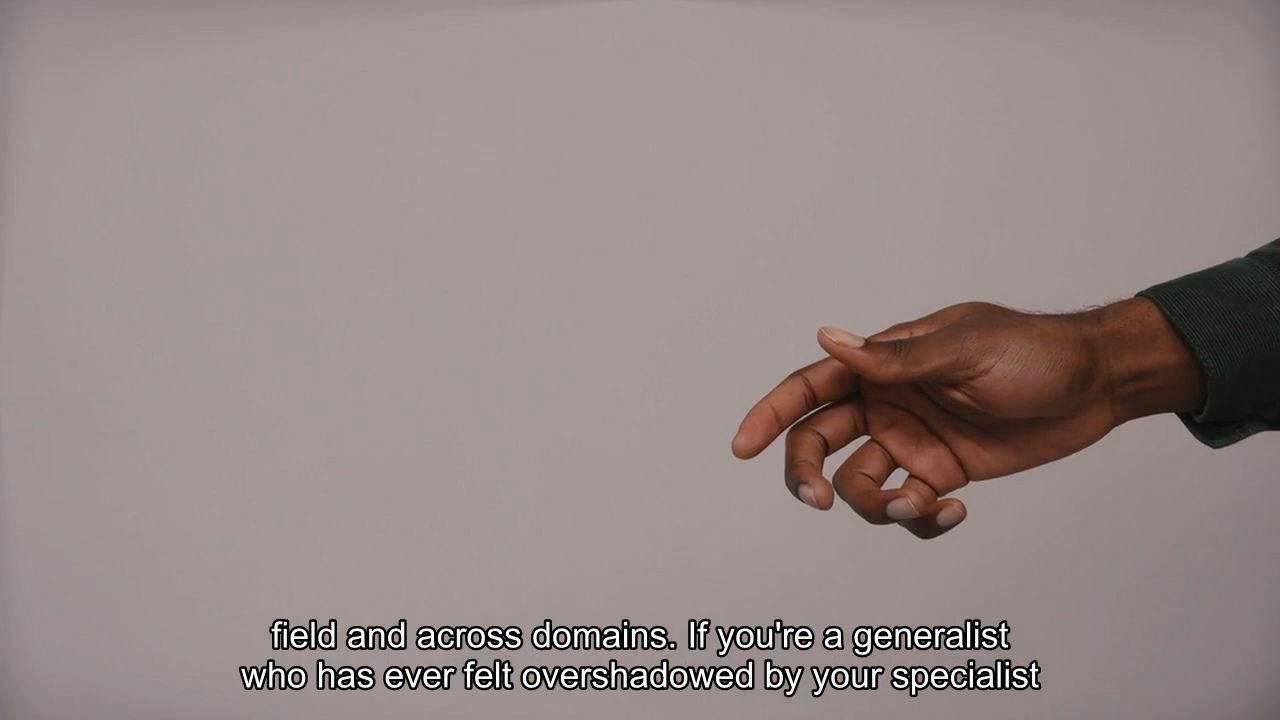 field and across domains. If you're a generalist
who has ever felt overshadowed by your specialist